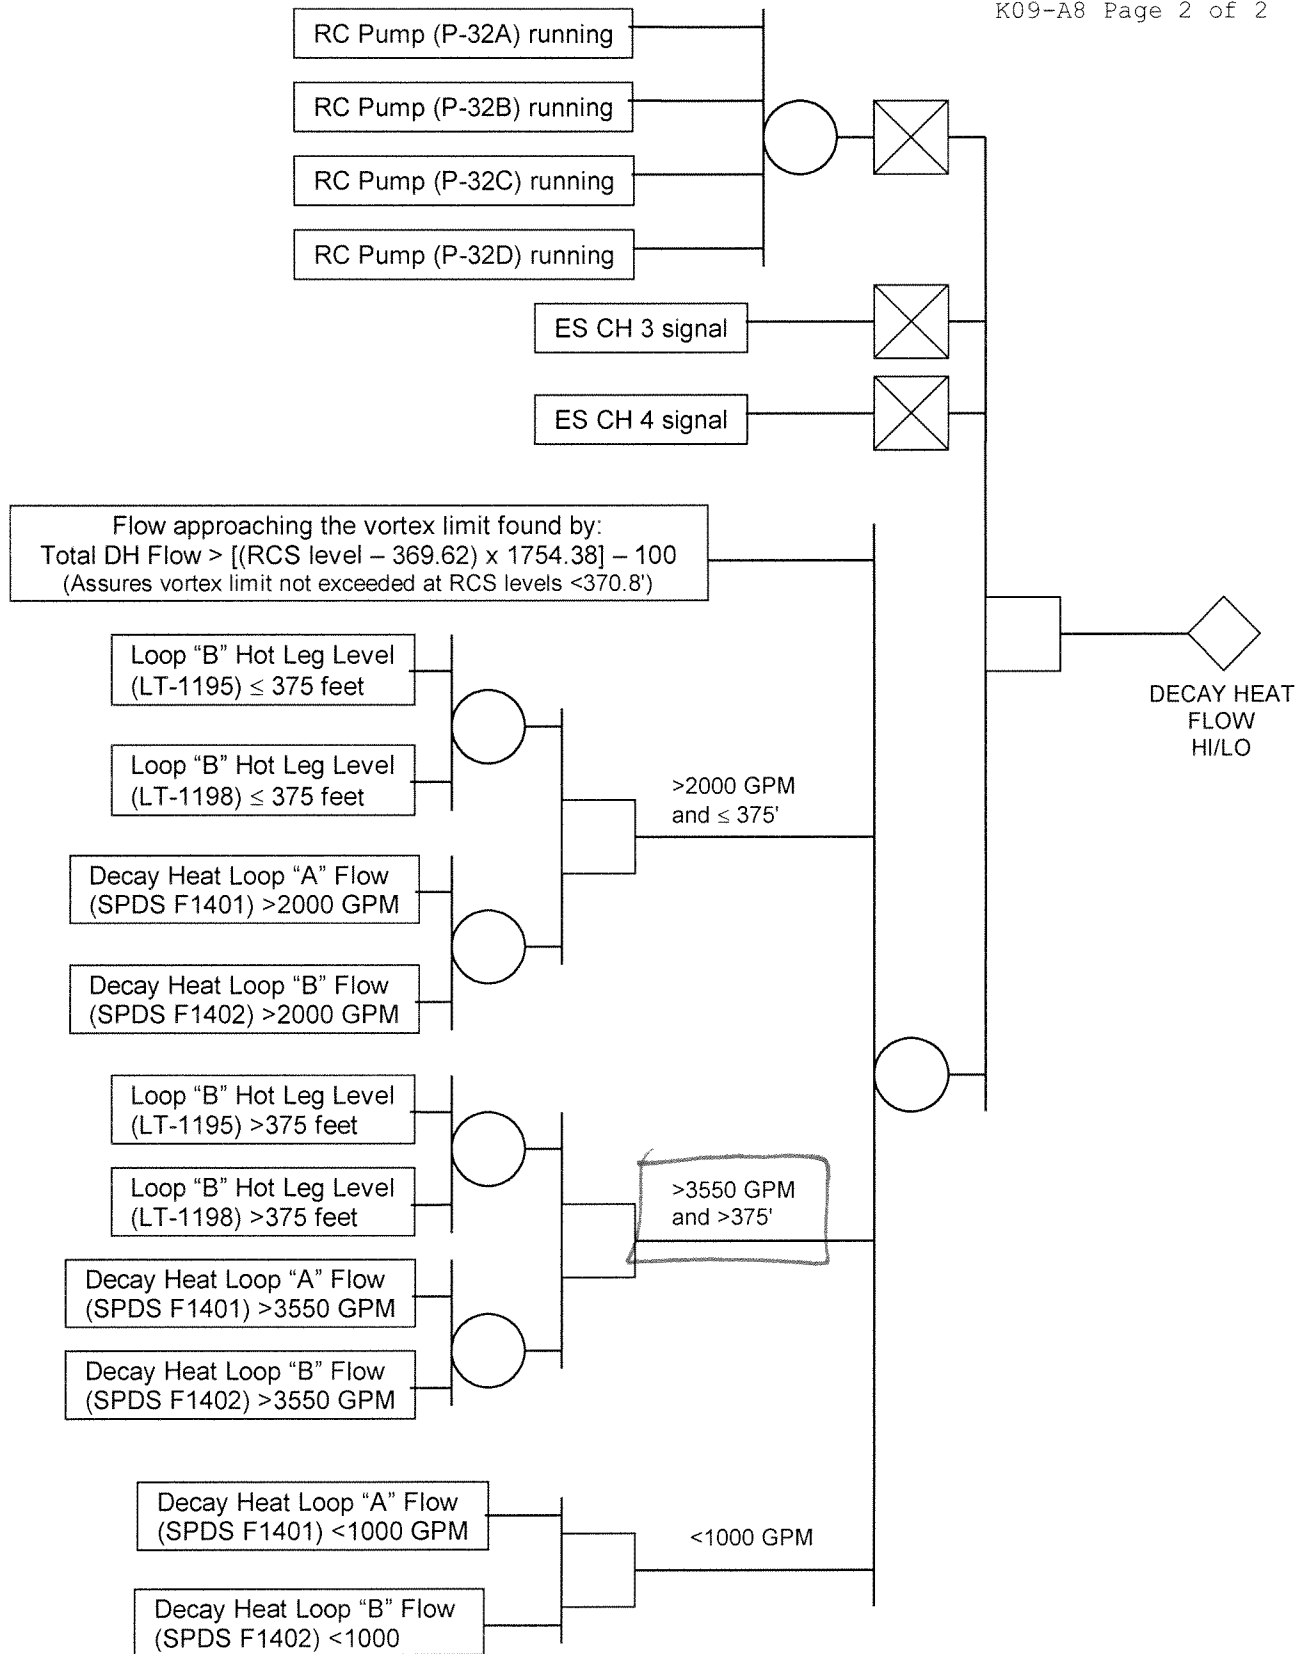 K09-A8 Page 2 of 2
RC Pump (P-32A) running
RC Pump (P-32B) running
RC Pump (P-32C) running
RC Pump (P-32D) running
ES CH 3 signal
ES CH 4 signal
Flow approaching the vortex limit found by:
Total DH Flow > [(RCS level – 369.62) x 1754.38] – 100
(Assures vortex limit not exceeded at RCS levels <370.8')
DECAY HEAT
FLOW
HI/LO
Loop “B” Hot Leg Level
(LT-1195) ≤ 375 feet
Loop “B” Hot Leg Level
(LT-1198) ≤ 375 feet
>2000 GPM
and ≤ 375'
Decay Heat Loop “A” Flow
(SPDS F1401) >2000 GPM
Decay Heat Loop “B” Flow
(SPDS F1402) >2000 GPM
Loop “B” Hot Leg Level
(LT-1195) >375 feet
Loop “B” Hot Leg Level
(LT-1198) >375 feet
>3550 GPM
and >375'
Decay Heat Loop “A” Flow
(SPDS F1401) >3550 GPM
Decay Heat Loop “B” Flow
(SPDS F1402) >3550 GPM
Decay Heat Loop “A” Flow
(SPDS F1401) <1000 GPM
<1000 GPM
Decay Heat Loop “B” Flow
(SPDS F1402) <1000